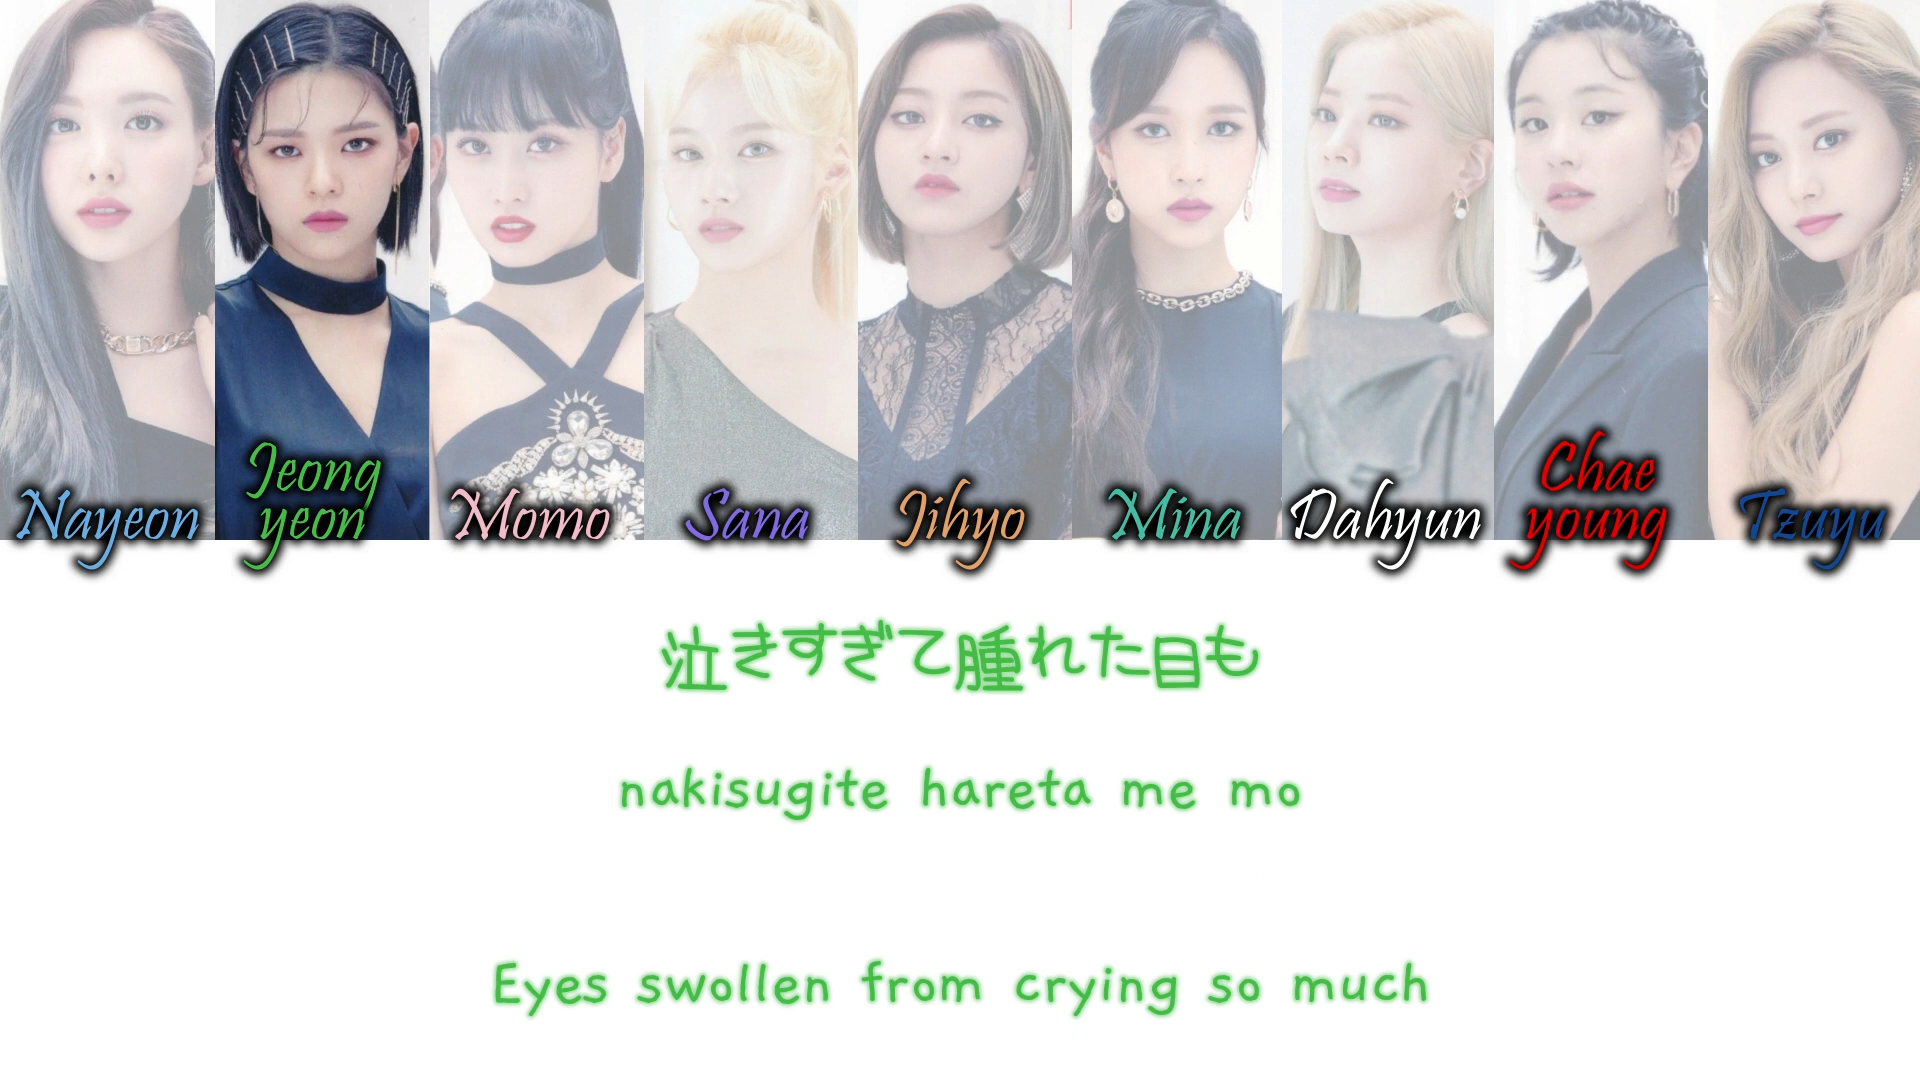 Nayeon
Jeong
yeon
Momo
Sana
Jihyo
Mina
Dahyun
Chae
young
Tzuyu
泣きすぎて腫れた目も
nakisugite hareta me mo
Eyes swollen from crying so much